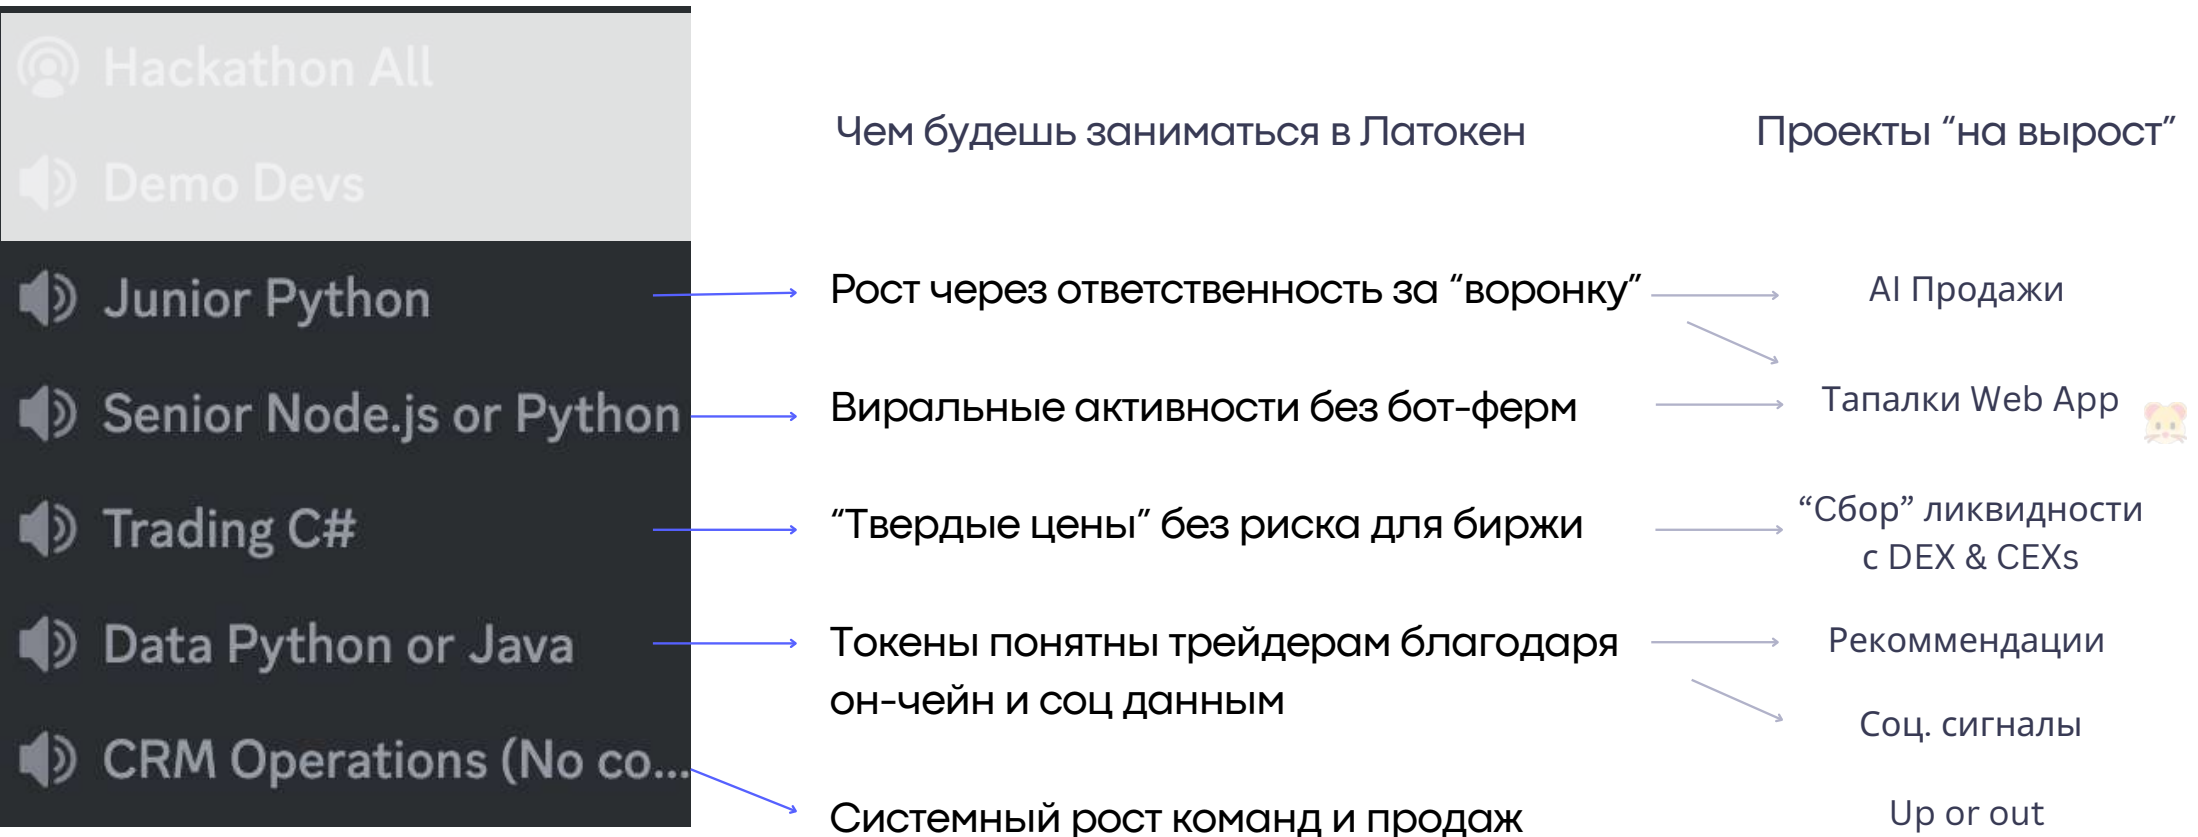 Hackathon All
Demo Devs
Чем будешь заниматься в Латокен
Проекты “на вырост”
Junior Python
Рост через ответственность за “воронку”
AI Продажи
Senior Node.js or Python
Виральные активности без бот-ферм
Тапалки Web App
Trading C#
“Твердые цены” без риска для биржи
“Сбор” ликвидности
с DEX & CEXs
Data Python or Java
Токены понятны трейдерам благодаря
он-чейн и соц данным
Рекоммендации
Соц. сигналы
CRM Operations (No co...
Системный рост команд и продаж
Up or out